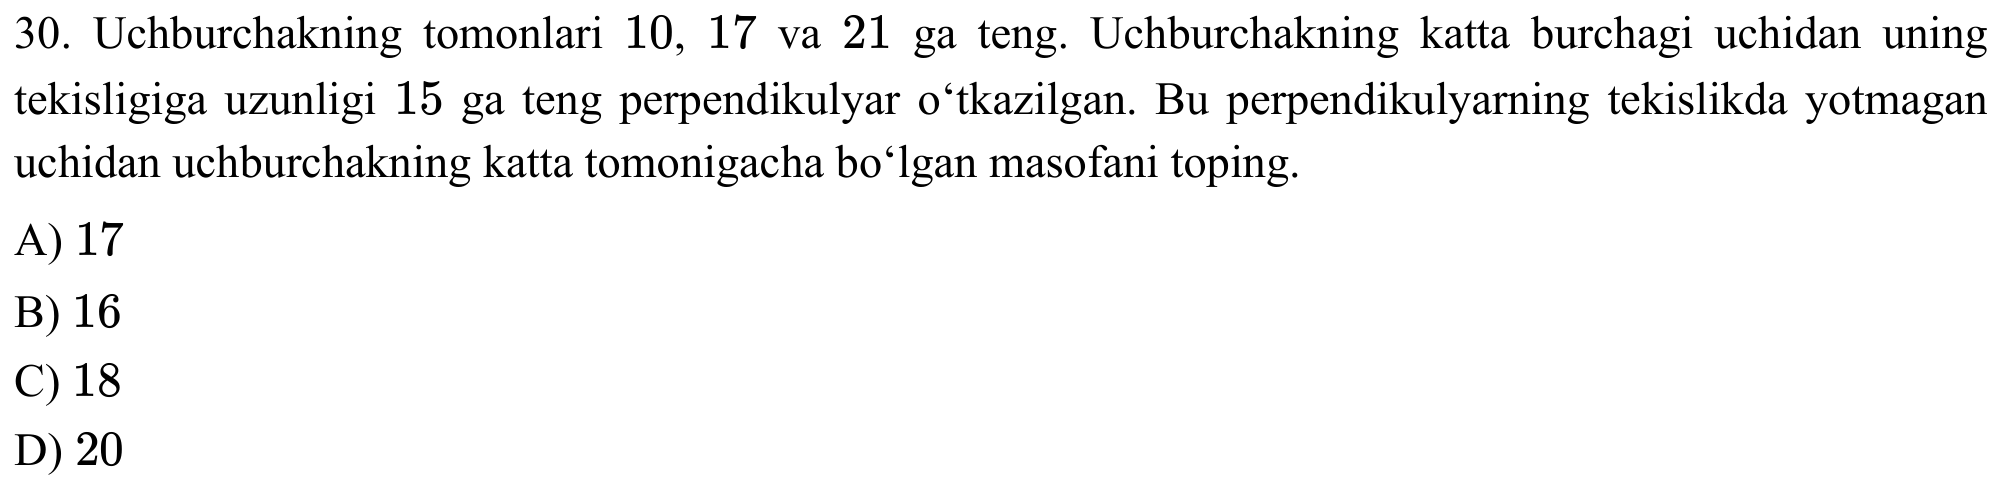 30. Uchburchakning tomonlari 10, 17 va 21 ga teng. Uchburchakning katta burchagi uchidan uning
tekisligiga uzunligi 15 ga teng perpendikulyar o‘tkazilgan. Bu perpendikulyarning tekislikda yotmagan
uchidan uchburchakning katta tomonigacha bo‘lgan masofani toping.
A) 17
B) 16
C) 18
D) 20